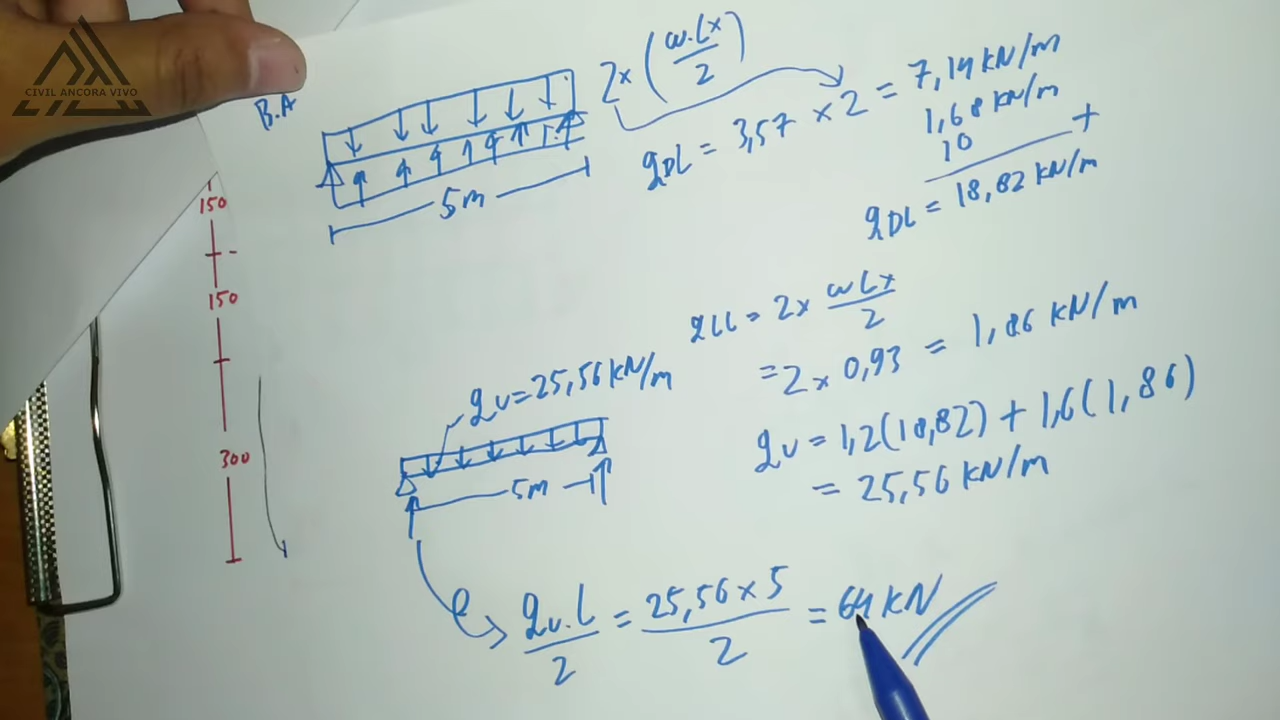 CIVIL ANCORA VIVO
B.A
2x (ω.Lx/2)
qDL = 3,57 x 2 = 7,14 kN/m
1,68 kN/m
10 +
qDL = 18,82 kN/m
5m
150
150
300
qLL = 2x ωLx/2
= 2 x 0,93 = 1,86 kN/m
qu = 25,56 kN/m
qu = 1,2(18,82) + 1,6(1,86)
= 25,56 kN/m
5m
qu.L/2 = 25,56 x 5/2 = 64 kN